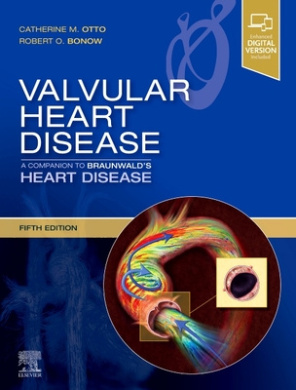 CATHERINE M. OTTO
ROBERT O. BONOW
Enhanced
DIGITAL
VERSION
Included
VALVULAR
HEART
DISEASE
A COMPANION TO BRAUNWALD'S
HEART DISEASE
FIFTH EDITION
ELSEVIER